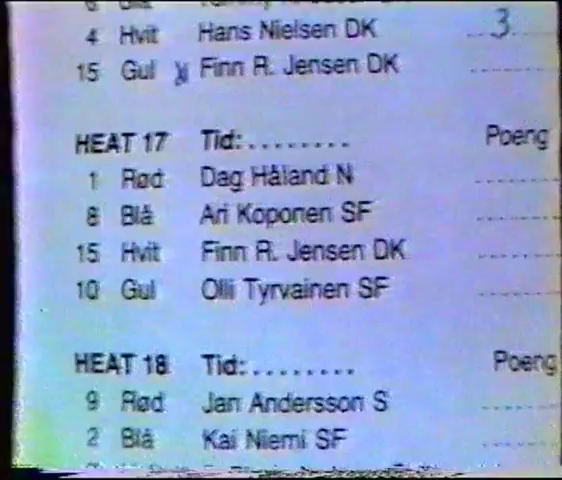 6 Blå
4 Hvit Hans Nielsen DK 3
15 Gul Finn R. Jensen DK
HEAT 17 Tid:......... Poeng
1 Rød Dag Håland N
8 Blå Ari Koponen SF
15 Hvit Finn R. Jensen DK
10 Gul Olli Tyrvainen SF
HEAT 18 Tid:......... Poeng
9 Rød Jan Andersson S
2 Blå Kai Niemi SF